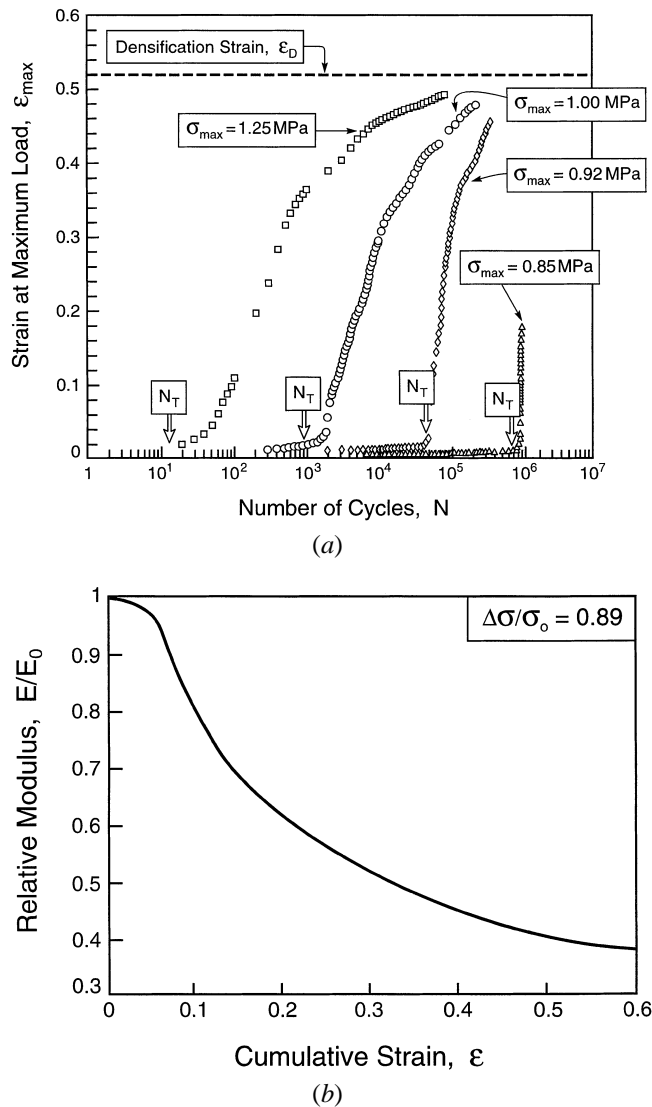 0.6
Densification Strain, εD
0.5
σmax = 1.00 MPa
σmax = 1.25 MPa
0.4
σmax = 0.92 MPa
0.3
σmax = 0.85 MPa
0.2
Strain at Maximum Load, εmax
0.1
NT NT NT NT
0
1 10¹ 10² 10³ 10⁴ 10⁵ 10⁶ 10⁷
Number of Cycles, N
(a)
1
Δσ/σo = 0.89
0.9
0.8
0.7
Relative Modulus, E/E0
0.6
0.5
0.4
0.3
0 0.1 0.2 0.3 0.4 0.5 0.6
Cumulative Strain, ε
(b)